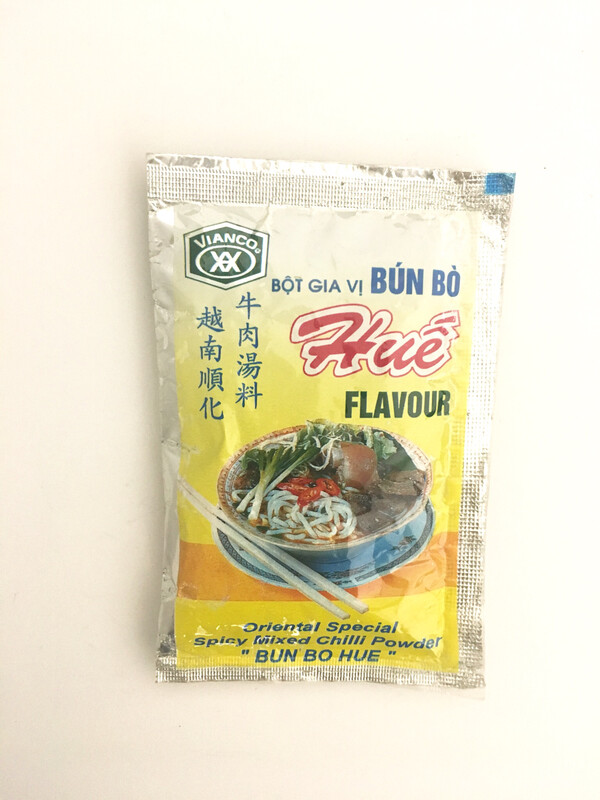 VIANCO
BỘT GIA VỊ BÚN BÒ
Huế
FLAVOUR
越南順化
牛肉湯料
Oriental Special
Spicy Mixed Chilli Powder
" BUN BO HUE "